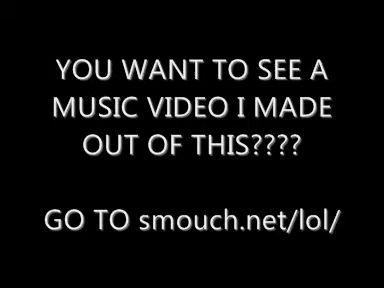 YOU WANT TO SEE A
MUSIC VIDEO I MADE
OUT OF THIS????
GO TO smouch.net/lol/